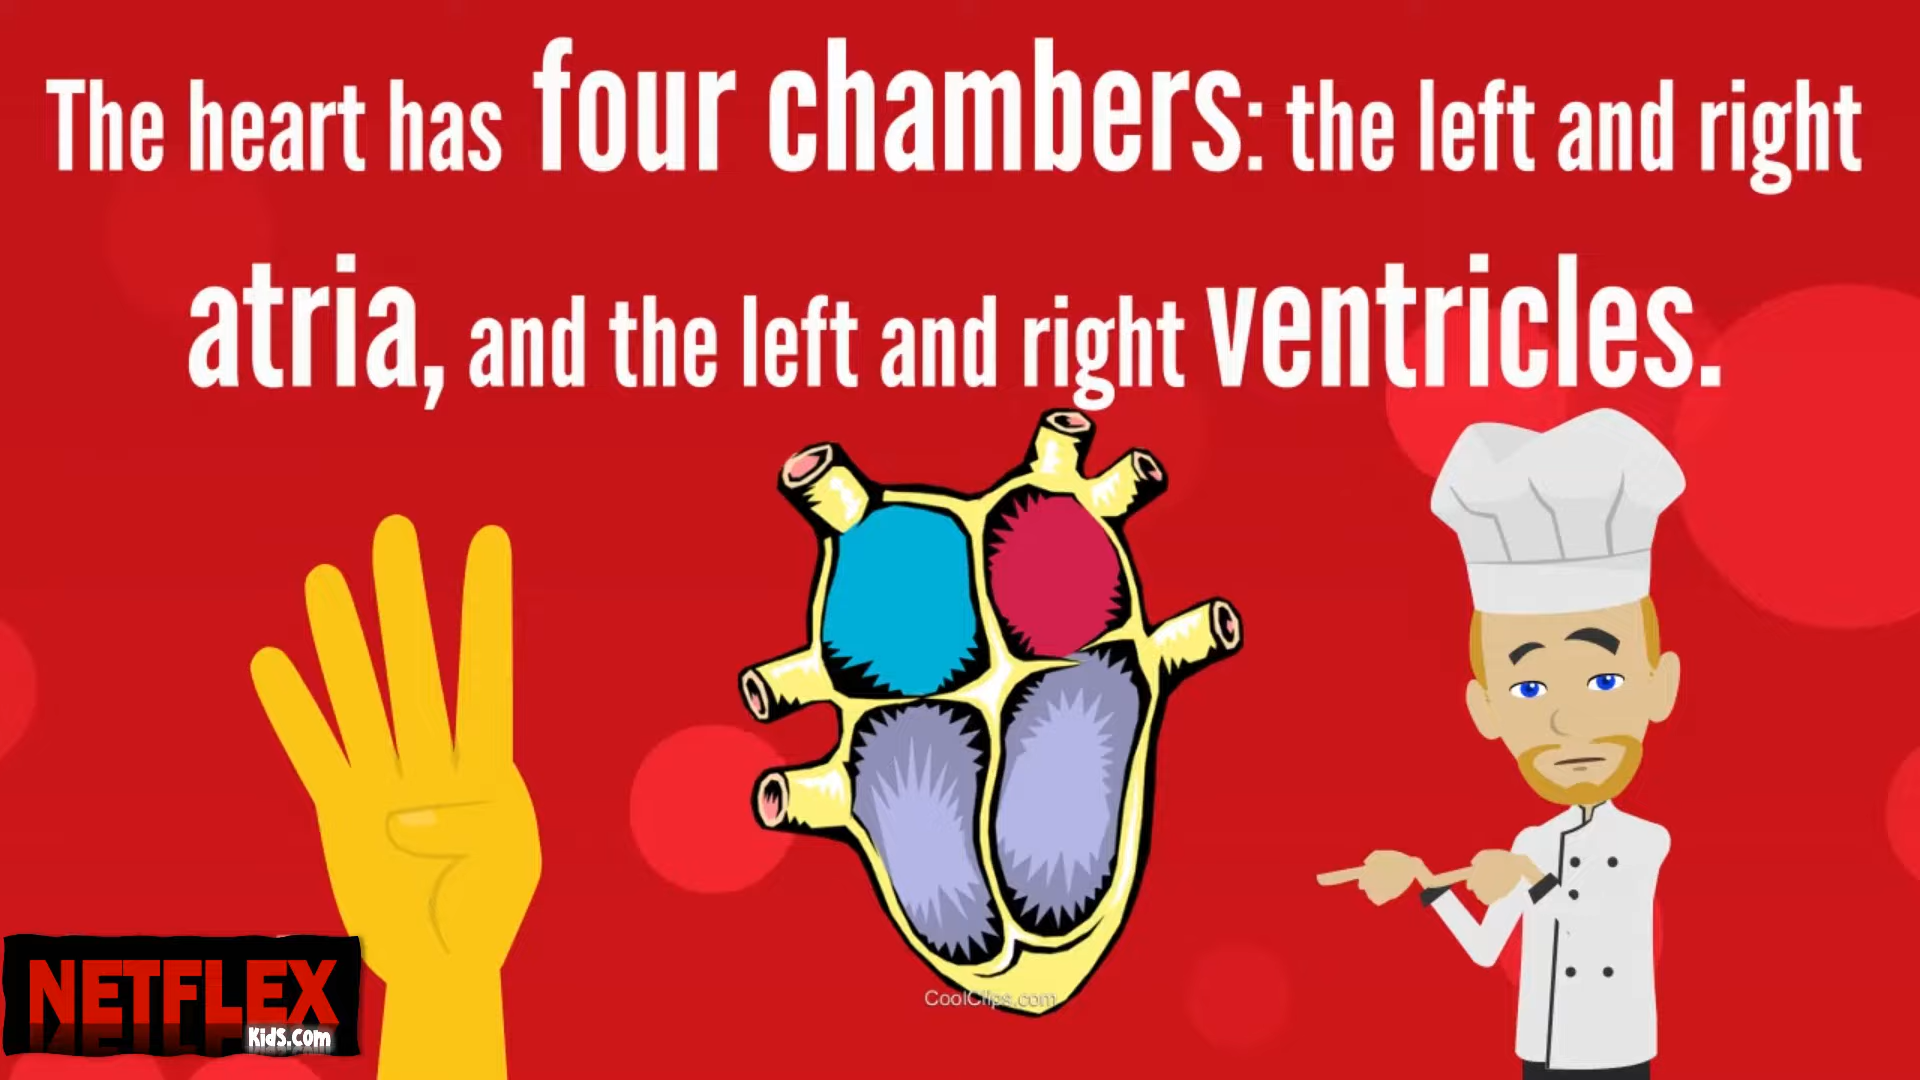 The heart has four chambers: the left and right
atria, and the left and right ventricles.
CoolClips.com
NETFLEX
Kids.com